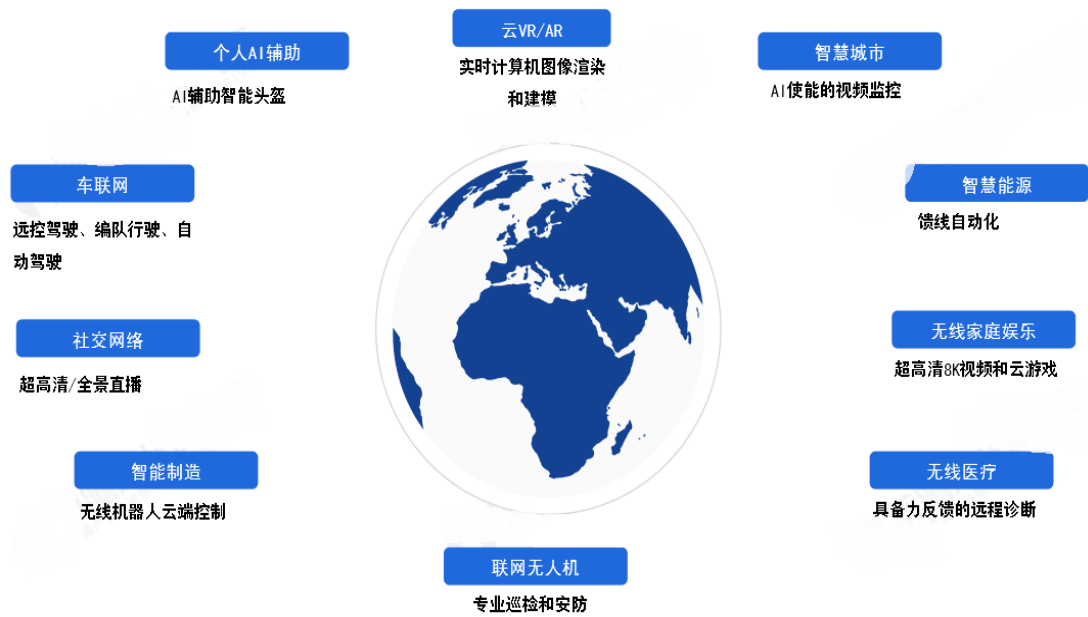 云VR/AR
实时计算机图像渲染
和建模
个人AI辅助
AI辅助智能头盔
智慧城市
AI使能的视频监控
车联网
远控驾驶、编队行驶、自
动驾驶
智慧能源
馈线自动化
社交网络
超高清/全景直播
无线家庭娱乐
超高清8K视频和云游戏
智能制造
无线机器人云端控制
无线医疗
具备力反馈的远程诊断
联网无人机
专业巡检和安防